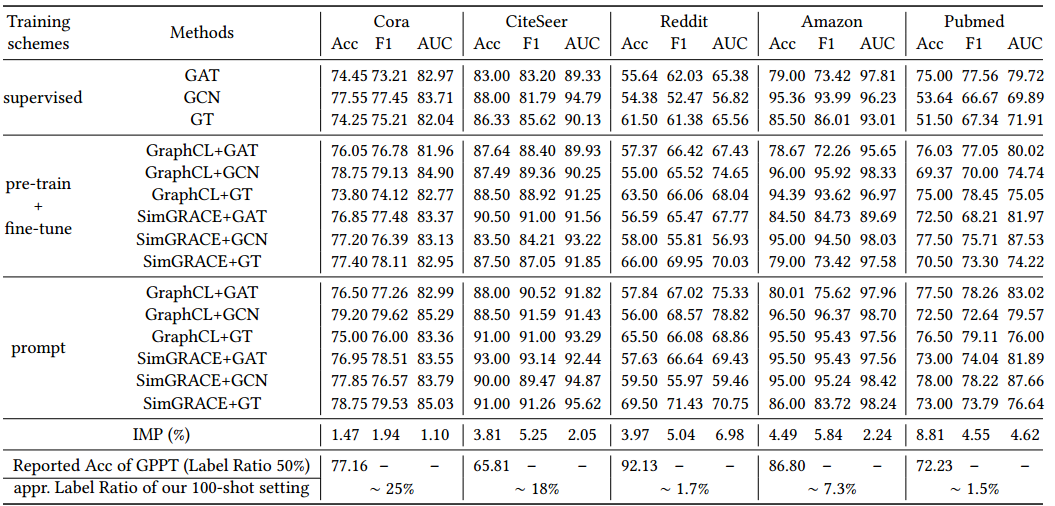 Training schemes Methods Cora CiteSeer Reddit Amazon Pubmed
Acc F1 AUC Acc F1 AUC Acc F1 AUC Acc F1 AUC Acc F1 AUC
supervised
GAT 74.45 73.21 82.97 83.00 83.20 89.33 55.64 62.03 65.38 79.00 73.42 97.81 75.00 77.56 79.72
GCN 77.55 77.45 83.71 88.00 81.79 94.79 54.38 52.47 56.82 95.36 93.99 96.23 53.64 66.67 69.89
GT 74.25 75.21 82.04 86.33 85.62 90.13 61.50 61.38 65.56 85.50 86.01 93.01 51.50 67.34 71.91
pre-train
+
fine-tune
GraphCL+GAT 76.05 76.78 81.96 87.64 88.40 89.93 57.37 66.42 67.43 78.67 72.26 95.65 76.03 77.05 80.02
GraphCL+GCN 78.75 79.13 84.90 87.49 89.36 90.25 55.00 65.52 74.65 96.00 95.92 98.33 69.37 70.00 74.74
GraphCL+GT 73.80 74.12 82.77 88.50 88.92 91.25 63.50 66.06 68.04 94.39 93.62 96.97 75.00 78.45 75.05
SimGRACE+GAT 76.85 77.48 83.37 90.50 91.00 91.56 56.59 65.47 67.77 84.50 84.73 89.69 72.50 68.21 81.97
SimGRACE+GCN 77.20 76.39 83.13 83.50 84.21 93.22 58.00 55.81 56.93 95.00 94.50 98.03 77.50 75.71 87.53
SimGRACE+GT 77.40 78.11 82.95 87.50 87.05 91.85 66.00 69.95 70.03 79.00 73.42 97.58 70.50 73.30 74.22
prompt
GraphCL+GAT 76.50 77.26 82.99 88.00 90.52 91.82 57.84 67.02 75.33 80.01 75.62 97.96 77.50 78.26 83.02
GraphCL+GCN 79.20 79.62 85.29 88.50 91.59 91.43 56.00 68.57 78.82 96.50 96.37 98.70 72.50 72.64 79.57
GraphCL+GT 75.00 76.00 83.36 91.00 91.00 93.29 65.50 66.08 68.86 95.50 95.43 97.56 76.50 79.11 76.00
SimGRACE+GAT 76.95 78.51 83.55 93.00 93.14 92.44 57.63 66.64 69.43 95.50 95.43 97.56 73.00 74.04 81.89
SimGRACE+GCN 77.85 76.57 83.79 90.00 89.47 94.87 59.50 55.97 59.46 95.00 95.24 98.42 78.00 78.22 87.66
SimGRACE+GT 78.75 79.53 85.03 91.00 91.26 95.62 69.50 71.43 70.75 86.00 83.72 98.24 73.00 73.79 76.64
IMP (%) 1.47 1.94 1.10 3.81 5.25 2.05 3.97 5.04 6.98 4.49 5.84 2.24 8.81 4.55 4.62
Reported Acc of GPPT (Label Ratio 50%) 77.16 – – 65.81 – – 92.13 – – 86.80 – – 72.23 – –
appr. Label Ratio of our 100-shot setting ∼ 25% ∼ 18% ∼ 1.7% ∼ 7.3% ∼ 1.5%